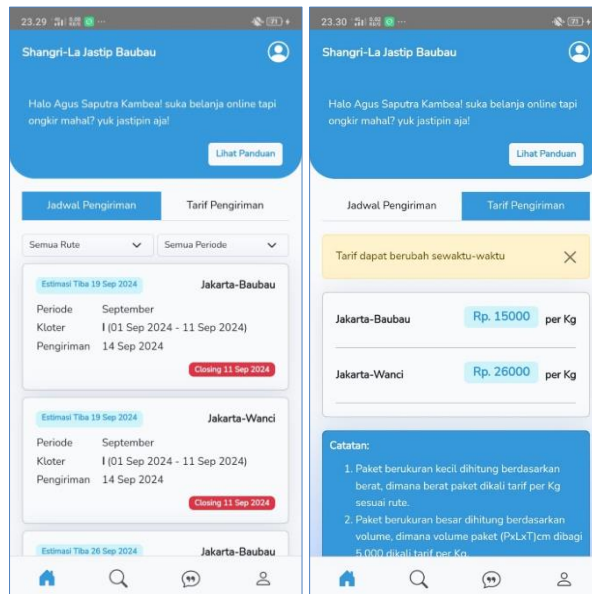 23.29
Shangri-La Jastip Baubau
Halo Agus Saputra Kambea! suka belanja online tapi
ongkir mahal? yuk jastipin aja!
Lihat Panduan
Jadwal Pengiriman Tarif Pengiriman
Semua Rute Semua Periode
Estimasi Tiba 19 Sep 2024 Jakarta-Baubau
Periode September
Kloter I (01 Sep 2024 - 11 Sep 2024)
Pengiriman 14 Sep 2024
Closing 11 Sep 2024
Estimasi Tiba 19 Sep 2024 Jakarta-Wanci
Periode September
Kloter I (01 Sep 2024 - 11 Sep 2024)
Pengiriman 14 Sep 2024
Closing 11 Sep 2024
Estimasi Tiba 26 Sep 2024 Jakarta-Baubau
23.30
Shangri-La Jastip Baubau
Halo Agus Saputra Kambea! suka belanja online tapi
ongkir mahal? yuk jastipin aja!
Lihat Panduan
Jadwal Pengiriman Tarif Pengiriman
Tarif dapat berubah sewaktu-waktu
Jakarta-Baubau Rp. 15000 per Kg
Jakarta-Wanci Rp. 26000 per Kg
Catatan:
1. Paket berukuran kecil dihitung berdasarkan
berat, dimana berat paket dikali tarif per Kg
sesuai rute.
2. Paket berukuran besar dihitung berdasarkan
volume, dimana volume paket (PxLxT)cm dibagi
5.000 dikali tarif per Kg.